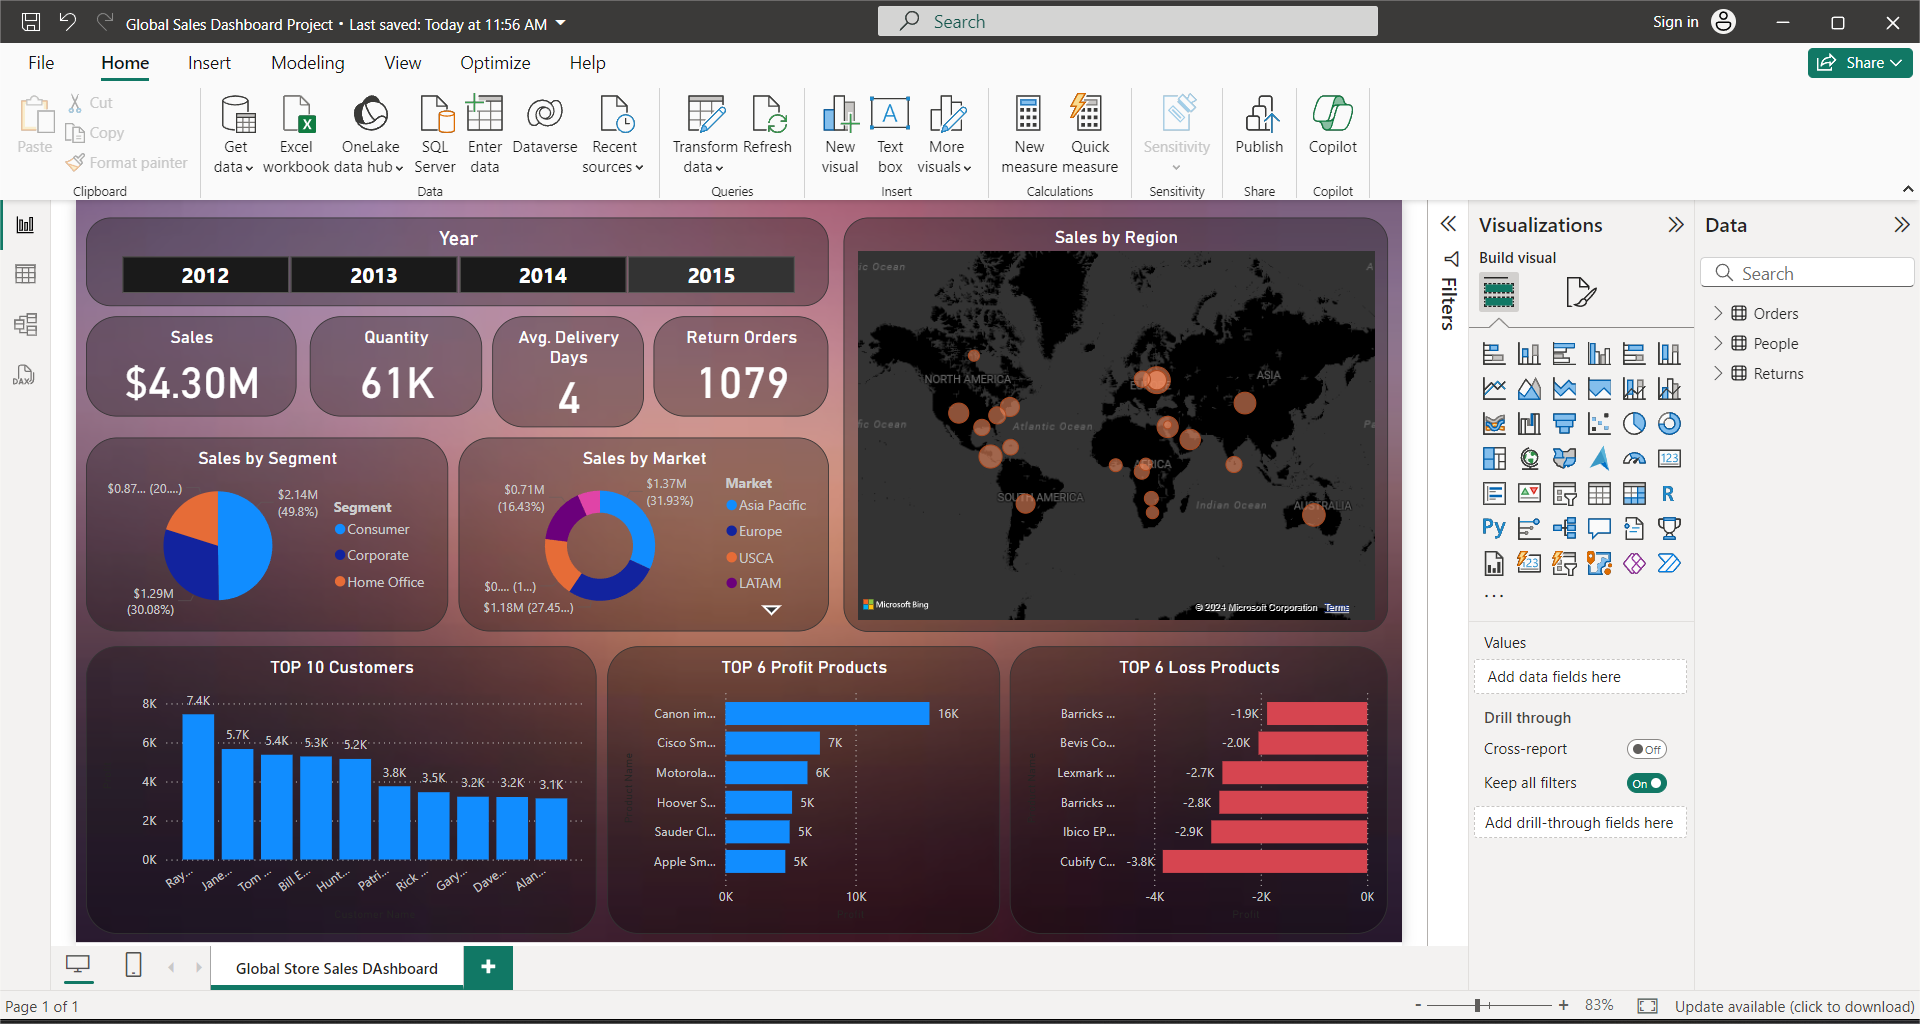 Global Sales Dashboard Project • Last saved: Today at 11:56 AM
Search
Sign in
File Home Insert Modeling View Optimize Help
Share
Paste
Cut
Copy
Format painter
Clipboard
Get data
Excel workbook
OneLake data hub
SQL Server
Enter data
Dataverse
Recent sources
Data
Transform data
Refresh
Queries
New visual
Text box
More visuals
Insert
New measure
Quick measure
Calculations
Sensitivity
Sensitivity
Publish
Share
Copilot
Copilot
DAX
Year
2012 2013 2014 2015
Sales
$4.30M
Quantity
61K
Avg. Delivery
Days
4
Return Orders
1079
Sales by Segment
$0.87... (20....)
$2.14M
(49.8%)
$1.29M
(30.08%)
Segment
Consumer
Corporate
Home Office
Sales by Market
$0.71M
(16.43%)
$1.37M
(31.93%)
$0.... (1...)
$1.18M (27.45...)
Market
Asia Pacific
Europe
USCA
LATAM
Sales by Region
ic Ocean
NORTH AMERICA
ASIA
fic Ocean
Atlantic Ocean
SOUTH AMERICA
Indian Ocean
AUSTRALIA
Microsoft Bing
© 2024 Microsoft Corporation Terms
TOP 10 Customers
8K
6K
4K
2K
0K
7.4K
5.7K
5.4K
5.3K
5.2K
3.8K
3.5K
3.2K
3.2K
3.1K
Ray...
Jane...
Tom ...
Bill E...
Hunt...
Patri...
Rick ...
Gary...
Dave...
Alan...
Customer Name
TOP 6 Profit Products
Product Name
Canon im... 16K
Cisco Sm... 7K
Motorola... 6K
Hoover S... 5K
Sauder Cl... 5K
Apple Sm... 5K
0K 10K
Profit
TOP 6 Loss Products
Barricks ... -1.9K
Bevis Co... -2.0K
Lexmark ... -2.7K
Barricks ... -2.8K
Ibico EP... -2.9K
Cubify C... -3.8K
-4K -2K 0K
Profit
Filters
Visualizations
Build visual
123
R
Py
123
...
Values
Add data fields here
Drill through
Cross-report
Off
Keep all filters
On
Add drill-through fields here
Data
Search
Orders
People
Returns
Global Store Sales DAshboard
+
Page 1 of 1
- + 83%
Update available (click to download)